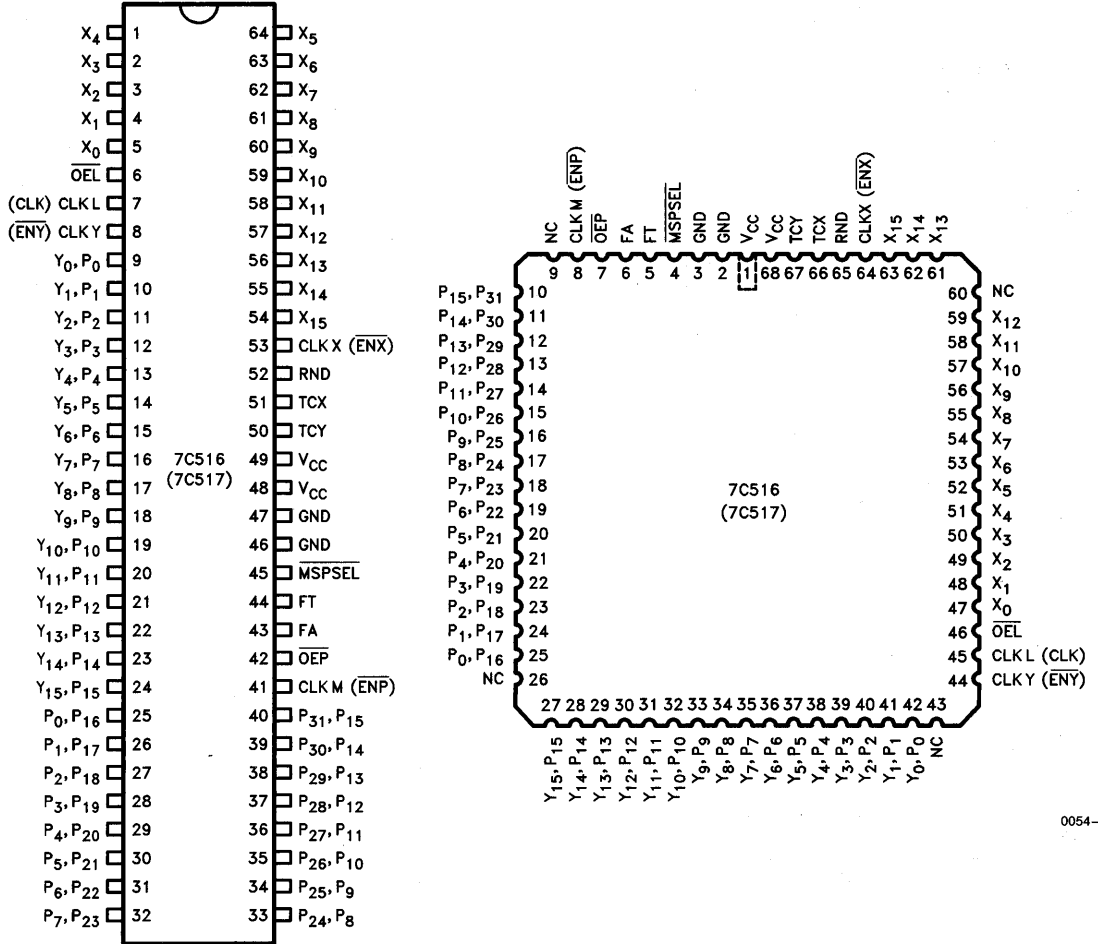 X4 1 64 X5
X3 2 63 X6
X2 3 62 X7
X1 4 61 X8
X0 5 60 X9
OEL 6 59 X10
(CLK) CLKL 7 58 X11
(ENY) CLKY 8 57 X12
Y0, P0 9 56 X13
Y1, P1 10 55 X14
Y2, P2 11 54 X15
Y3, P3 12 53 CLKX (ENX)
Y4, P4 13 52 RND
Y5, P5 14 51 TCX
Y6, P6 15 50 TCY
Y7, P7 16 7C516 49 VCC
Y8, P8 17 (7C517) 48 VCC
Y9, P9 18 47 GND
Y10, P10 19 46 GND
Y11, P11 20 45 MSPSEL
Y12, P12 21 44 FT
Y13, P13 22 43 FA
Y14, P14 23 42 OEP
Y15, P15 24 41 CLKM (ENP)
P0, P16 25 40 P31, P15
P1, P17 26 39 P30, P14
P2, P18 27 38 P29, P13
P3, P19 28 37 P28, P12
P4, P20 29 36 P27, P11
P5, P21 30 35 P26, P10
P6, P22 31 34 P25, P9
P7, P23 32 33 P24, P8
NC CLKM (ENP) OEP FA FT MSPSEL GND GND VCC VCC TCY TCX RND CLKX (ENX) X15 X14 X13
9 8 7 6 5 4 3 2 1 68 67 66 65 64 63 62 61
P15, P31 10 60 NC
P14, P30 11 59 X12
P13, P29 12 58 X11
P12, P28 13 57 X10
P11, P27 14 56 X9
P10, P26 15 55 X8
P9, P25 16 54 X7
P8, P24 17 53 X6
P7, P23 18 7C516 52 X5
P6, P22 19 (7C517) 51 X4
P5, P21 20 50 X3
P4, P20 21 49 X2
P3, P19 22 48 X1
P2, P18 23 47 X0
P1, P17 24 46 OEL
P0, P16 25 45 CLKL (CLK)
NC 26 44 CLKY (ENY)
27 28 29 30 31 32 33 34 35 36 37 38 39 40 41 42 43
Y15, P15 Y14, P14 Y13, P13 Y12, P12 Y11, P11 Y10, P10 Y9, P9 Y8, P8 Y7, P7 Y6, P6 Y5, P5 Y4, P4 Y3, P3 Y2, P2 Y1, P1 Y0, P0 NC
0054-